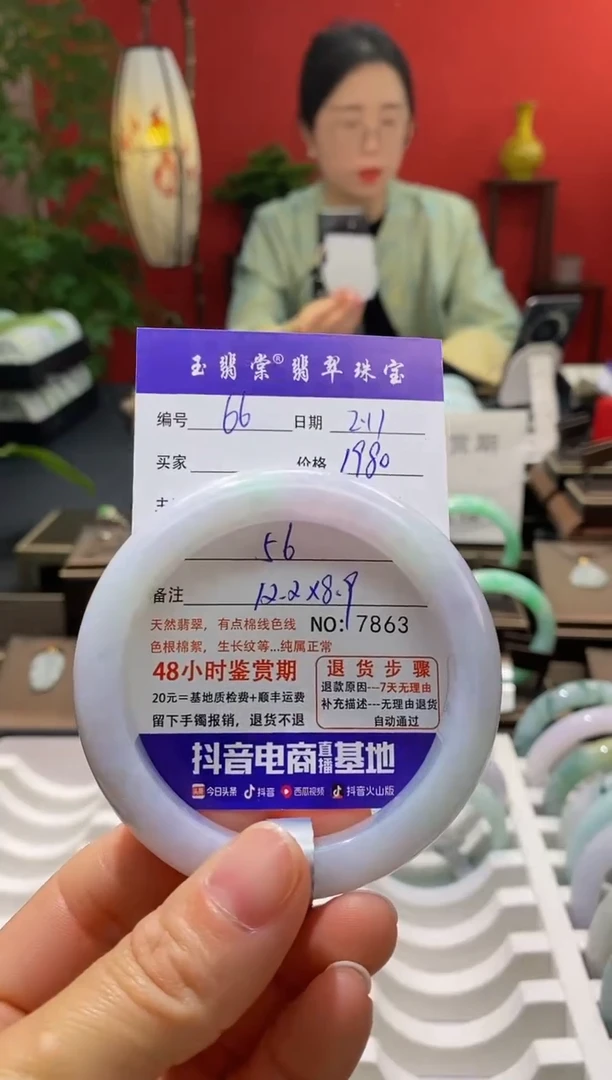 玉翡棠®翡翠珠宝
编号 66 日期 2.11
买家 价格 1980
56
备注 12.2×8.9
天然翡翠，有点棉线色线 NO: 7863
色根棉絮，生长纹等...纯属正常
48小时鉴赏期
20元=基地质检费+顺丰运费
留下手镯报销，退货不退
退货步骤
退款原因---7天无理由
补充描述---无理由退货
自动通过
抖音电商直播基地
头条 今日头条 抖音 西瓜视频 抖音火山版
赏期